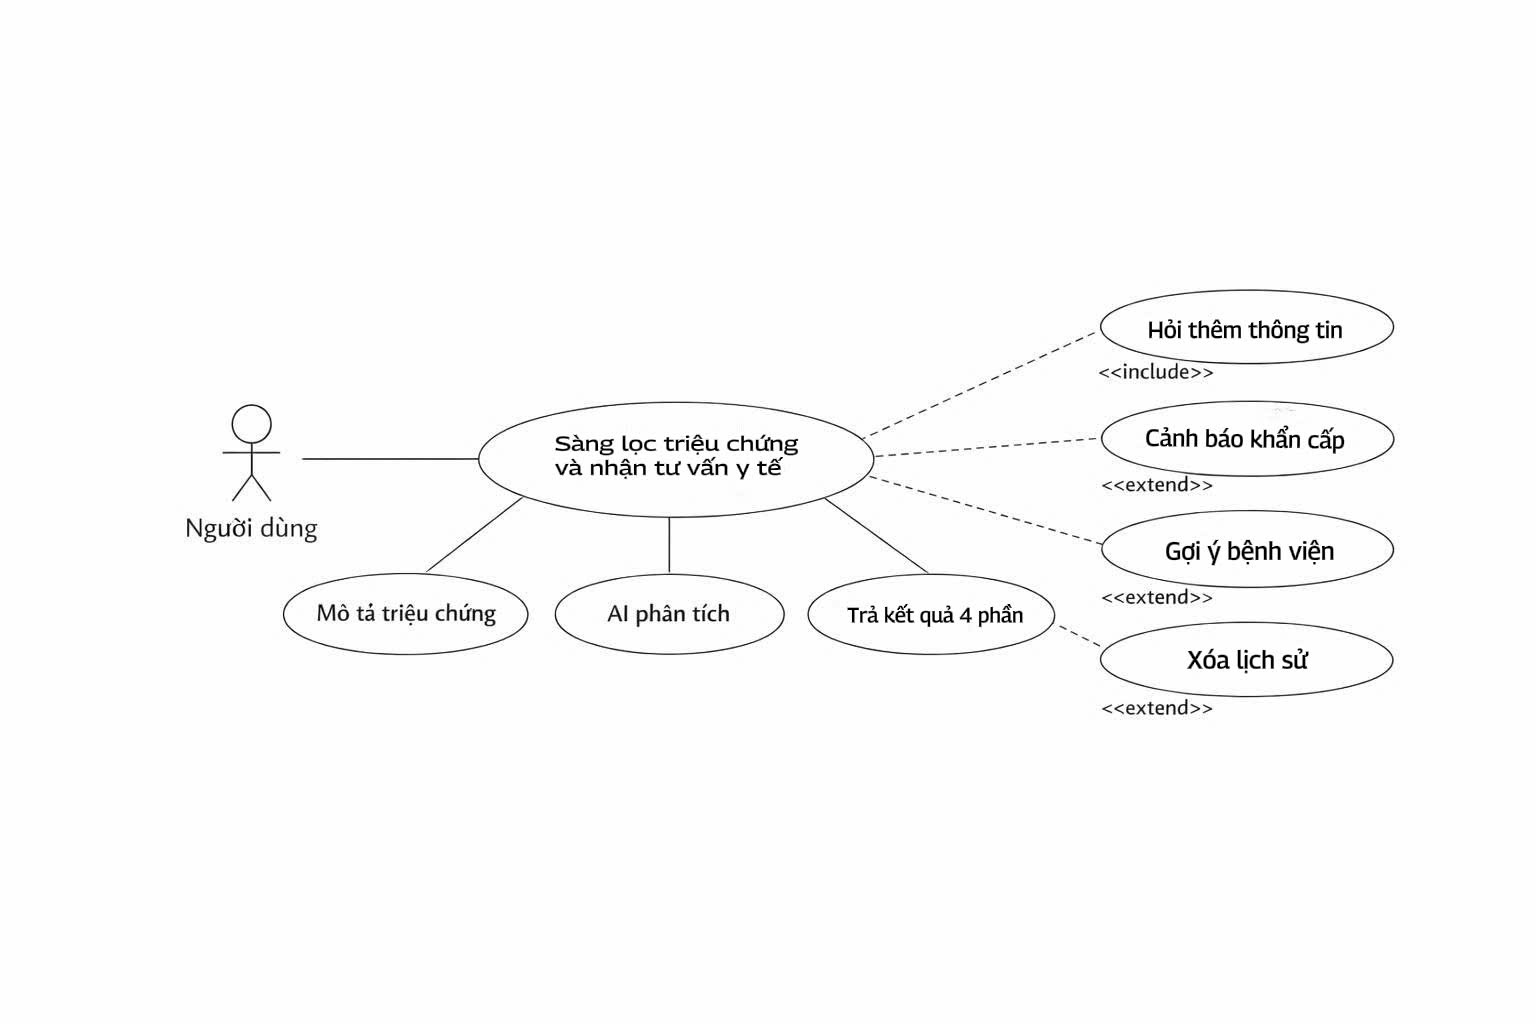 Hỏi thêm thông tin
<<include>>
Cảnh báo khẩn cấp
<<extend>>
Sàng lọc triệu chứng
và nhận tư vấn y tế
Người dùng
Gợi ý bệnh viện
<<extend>>
Mô tả triệu chứng
AI phân tích
Trả kết quả 4 phần
Xóa lịch sử
<<extend>>